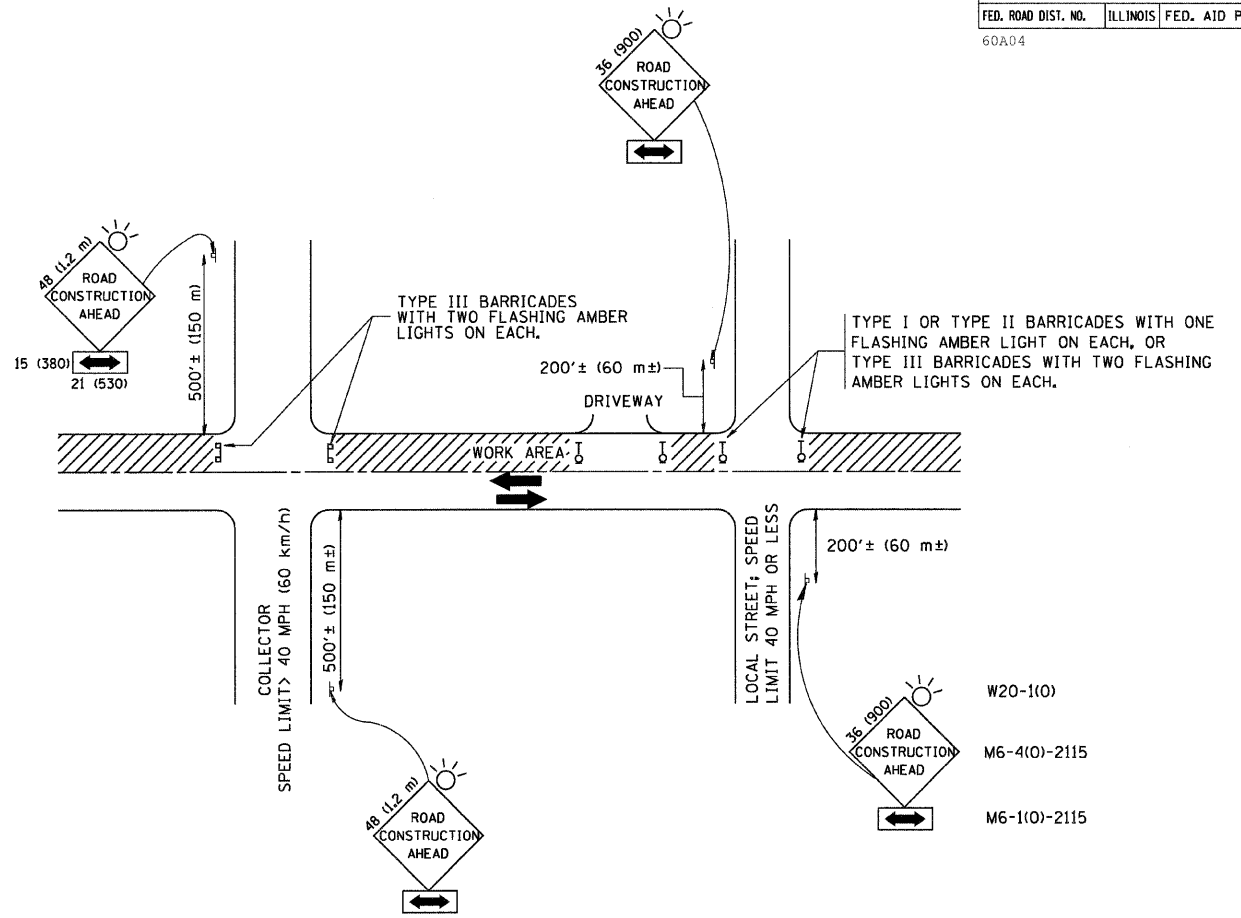 FED. ROAD DIST. NO. ILLINOIS FED. AID P
60A04
36 (900)
ROAD
CONSTRUCTION
AHEAD
48 (1.2 m)
ROAD
CONSTRUCTION
AHEAD
15 (380)
21 (530)
500'± (150 m)
TYPE III BARRICADES
WITH TWO FLASHING AMBER
LIGHTS ON EACH.
200'± (60 m±)
DRIVEWAY
TYPE I OR TYPE II BARRICADES WITH ONE
FLASHING AMBER LIGHT ON EACH, OR
TYPE III BARRICADES WITH TWO FLASHING
AMBER LIGHTS ON EACH.
WORK AREA
COLLECTOR
SPEED LIMIT> 40 MPH (60 km/h)
500'± (150 m±)
LOCAL STREET; SPEED
LIMIT 40 MPH OR LESS
200'± (60 m±)
48 (1.2 m)
ROAD
CONSTRUCTION
AHEAD
36 (900)
ROAD
CONSTRUCTION
AHEAD
W20-1(O)
M6-4(O)-2115
M6-1(O)-2115